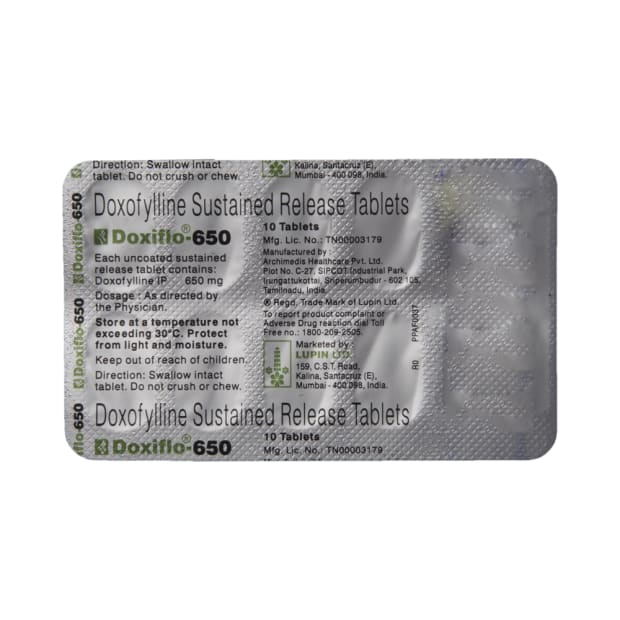 Direction: Swallow intact
tablet. Do not crush or chew.
Kalina, Santacruz (E),
Mumbai - 400 098, India.
Doxofylline Sustained Release Tablets
Doxiflo-650
10 Tablets
Mfg. Lic. No.: TN00003179
Each uncoated sustained
release tablet contains:
Doxofylline IP 650 mg
Dosage : As directed by
the Physician.
Store at a temperature not
exceeding 30°C. Protect
from light and moisture.
Keep out of reach of children.
Direction: Swallow intact
tablet. Do not crush or chew.
Manufactured by :
Archimedis Healthcare Pvt. Ltd.
Plot No. C-27, SIPCOT Industrial Park,
Irungattukottai, Sriperumbudur - 602 105.
Tamilnadu, India.
® Regd. Trade Mark of Lupin Ltd.
To report product complaint or
Adverse Drug reaction dial Toll
Free no.: 1800-209-2505.
Marketed by :
LUPIN LTD.
159, C.S.T. Road,
Kalina, Santacruz (E),
Mumbai - 400 098, India.
R0 PPAF0037
Doxofylline Sustained Release Tablets
Doxiflo-650
10 Tablets
Mfg. Lic. No.: TN00003179
iflo-650
Doxiflo-650
Doxiflo-650
iflo-650